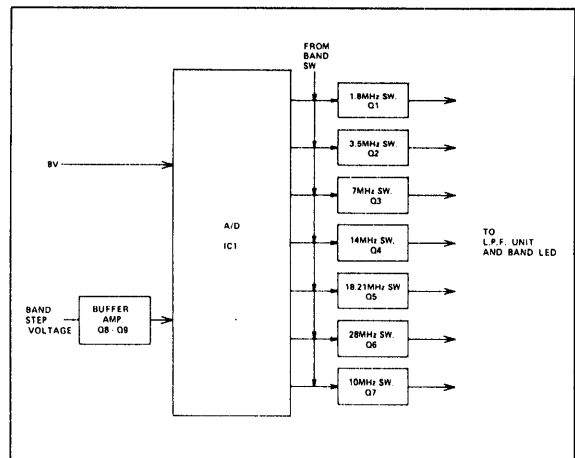 FROM
BAND
SW
1.8MHz SW.
Q1
3.5MHz SW.
Q2
8V
7MHz SW.
Q3
A/D
IC1
14MHz SW.
Q4
TO
L.P.F. UNIT
AND BAND LED
18.21MHz SW
Q5
BAND
STEP
VOLTAGE
BUFFER
AMP.
Q8 · Q9
28MHz SW.
Q6
10MHz SW.
Q7